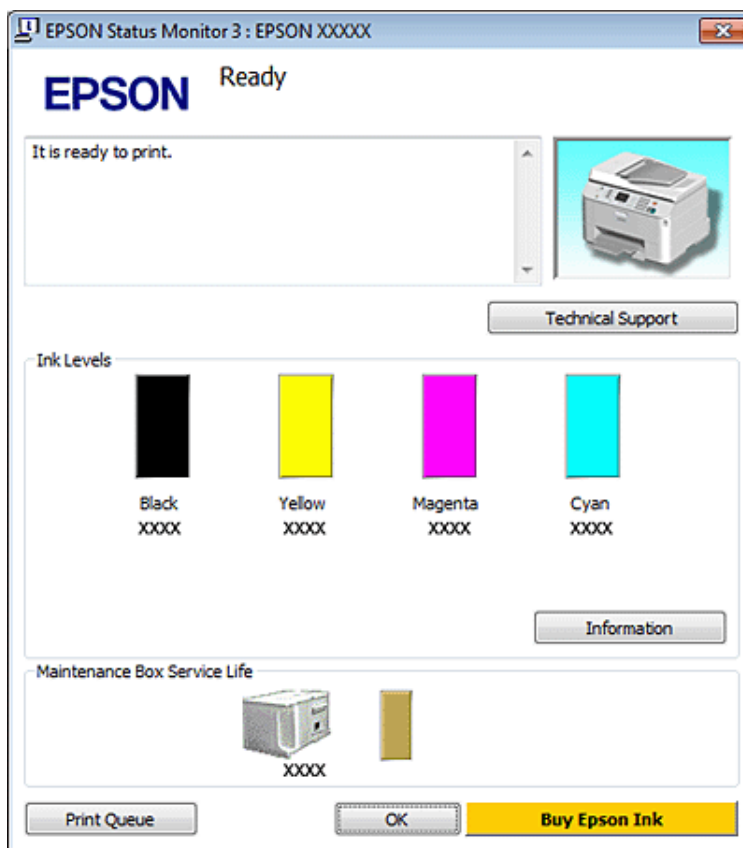 EPSON Status Monitor 3 : EPSON XXXXX
EPSON
Ready
It is ready to print.
Technical Support
Ink Levels
Black Yellow Magenta Cyan
XXXX XXXX XXXX XXXX
Information
Maintenance Box Service Life
XXXX
Print Queue OK Buy Epson Ink